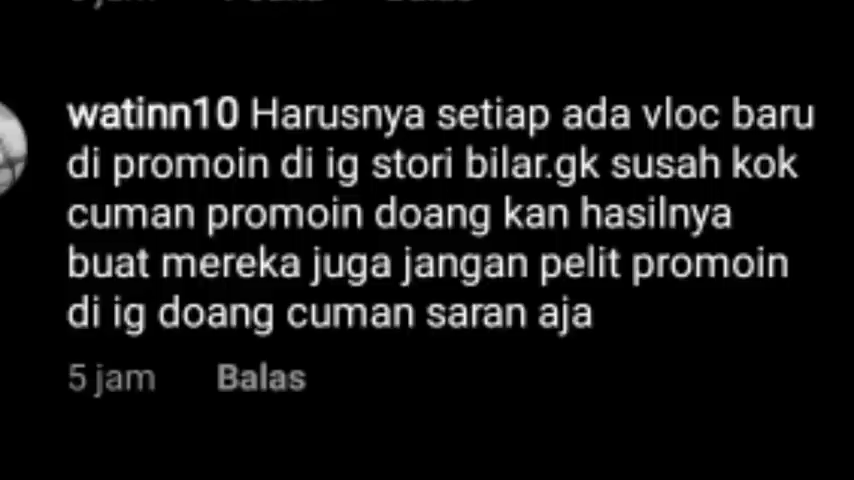 watinn10 Harusnya setiap ada vloc baru
di promoin di ig stori bilar.gk susah kok
cuman promoin doang kan hasilnya
buat mereka juga jangan pelit promoin
di ig doang cuman saran aja
5 jam Balas